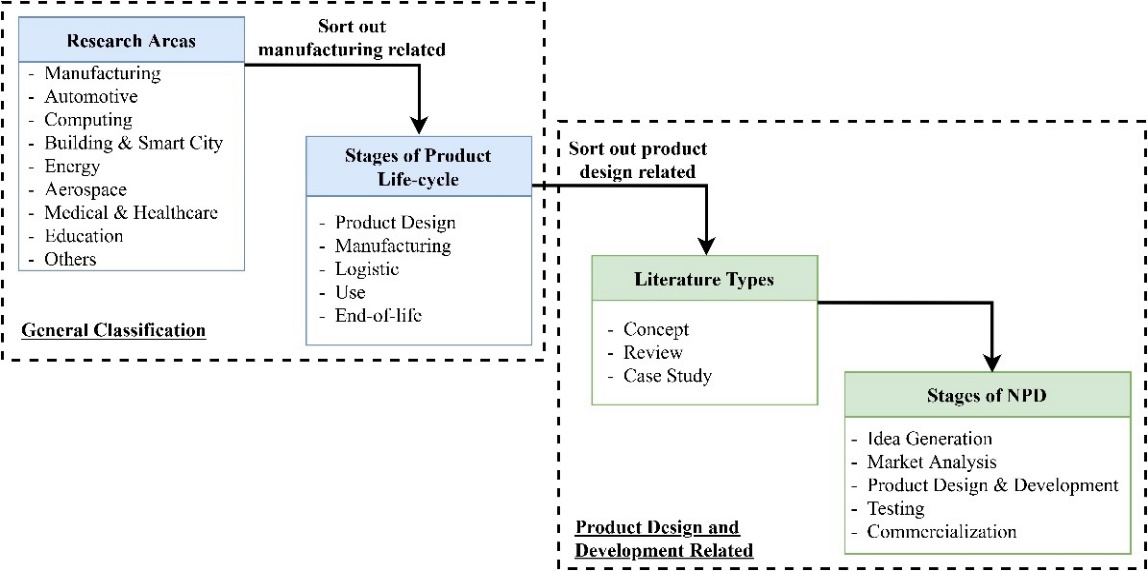 Research Areas
- Manufacturing
- Automotive
- Computing
- Building & Smart City
- Energy
- Aerospace
- Medical & Healthcare
- Education
- Others
General Classification
Sort out
manufacturing related
Stages of Product
Life-cycle
- Product Design
- Manufacturing
- Logistic
- Use
- End-of-life
Sort out product
design related
Literature Types
- Concept
- Review
- Case Study
Stages of NPD
- Idea Generation
- Market Analysis
- Product Design & Development
- Testing
- Commercialization
Product Design and
Development Related